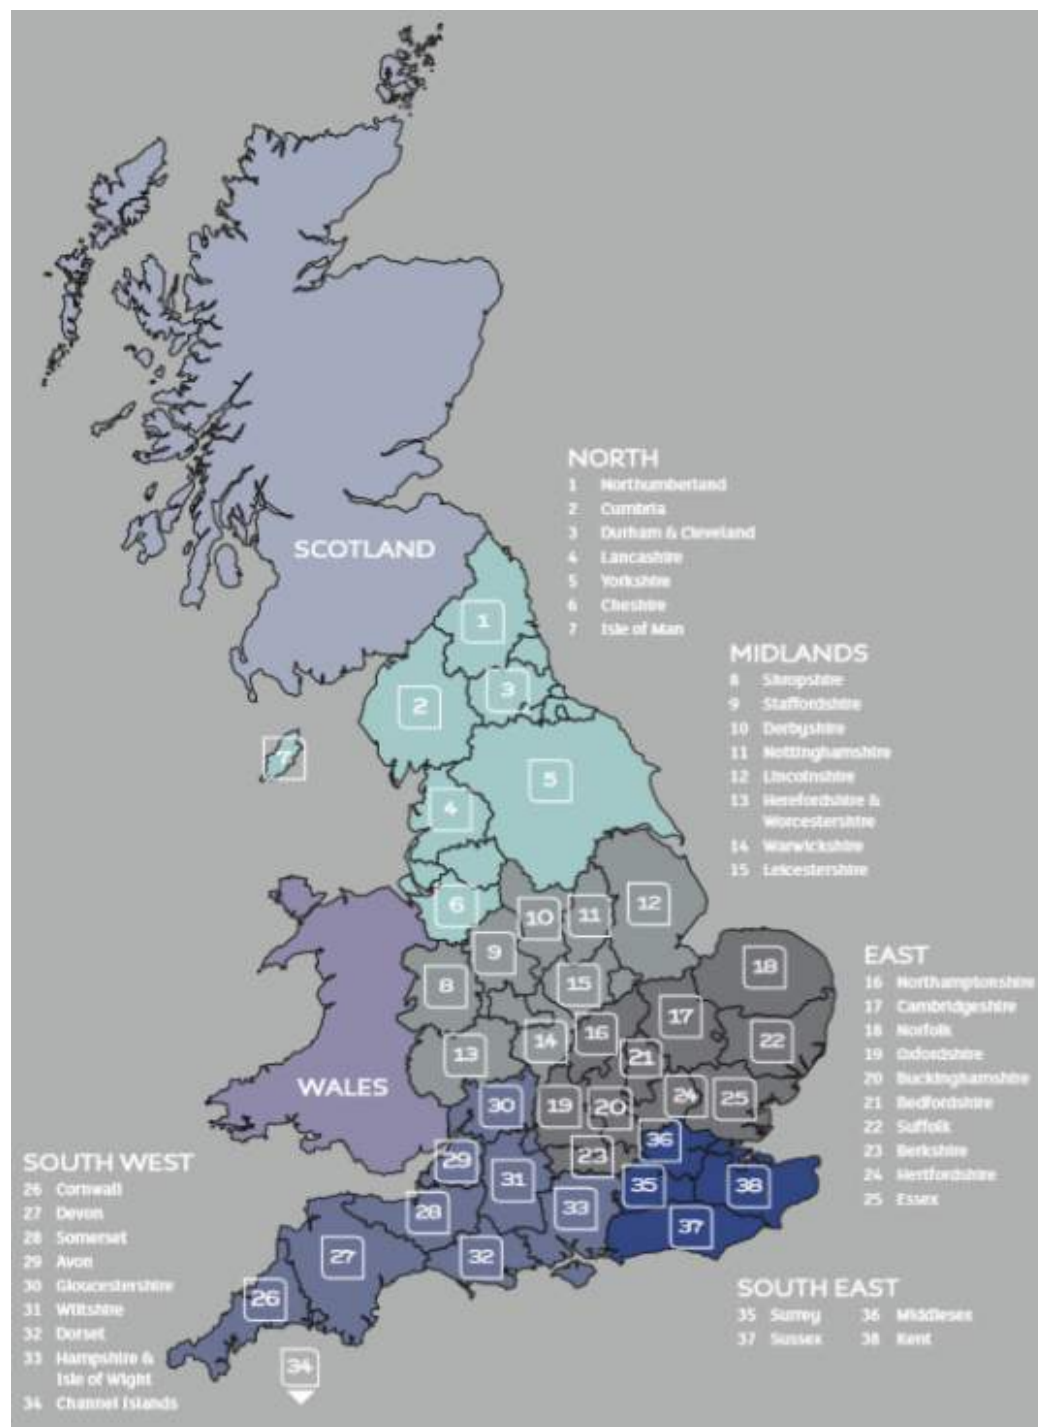 SCOTLAND
NORTH
1 Northumberland
2 Cumbria
3 Durham & Cleveland
4 Lancashire
5 Yorkshire
6 Cheshire
7 Isle of Man
MIDLANDS
8 Shropshire
9 Staffordshire
10 Derbyshire
11 Nottinghamshire
12 Lincolnshire
13 Herefordshire &
Worcestershire
14 Warwickshire
15 Leicestershire
EAST
16 Northamptonshire
17 Cambridgeshire
18 Norfolk
19 Oxfordshire
20 Buckinghamshire
21 Bedfordshire
22 Suffolk
23 Berkshire
24 Hertfordshire
25 Essex
WALES
SOUTH WEST
26 Cornwall
27 Devon
28 Somerset
29 Avon
30 Gloucestershire
31 Wiltshire
32 Dorset
33 Hampshire &
Isle of Wight
34 Channel Islands
SOUTH EAST
35 Surrey 36 Middlesex
37 Sussex 38 Kent
1
2
3
7
5
4
6
10
11
12
9
8
15
18
17
16
22
14
13
21
30
19
20
24
25
36
29
23
31
35
38
28
33
37
27
32
26
34